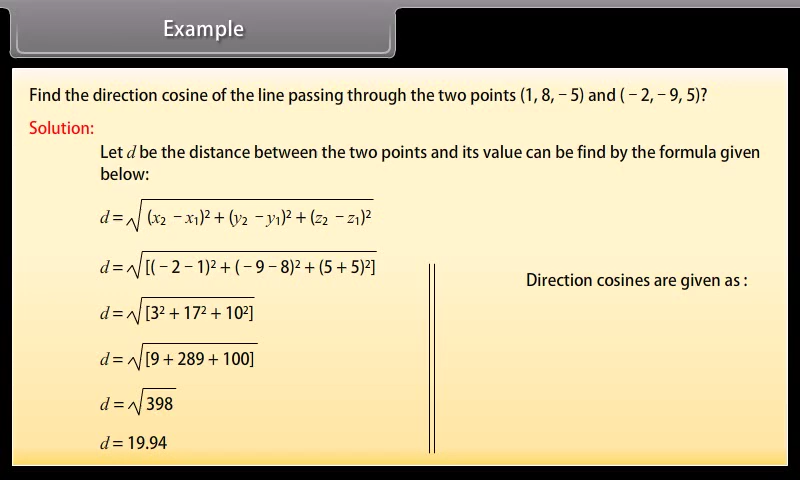 Example
Find the direction cosine of the line passing through the two points (1, 8, − 5) and ( − 2, − 9, 5)?
Solution:
Let d be the distance between the two points and its value can be find by the formula given
below:
d = √(x₂ − x₁)² + (y₂ − y₁)² + (z₂ − z₁)²
d = √[( − 2 − 1)² + ( − 9 − 8)² + (5 + 5)²]
d = √[3² + 17² + 10²]
d = √[9 + 289 + 100]
d = √398
d = 19.94
Direction cosines are given as :